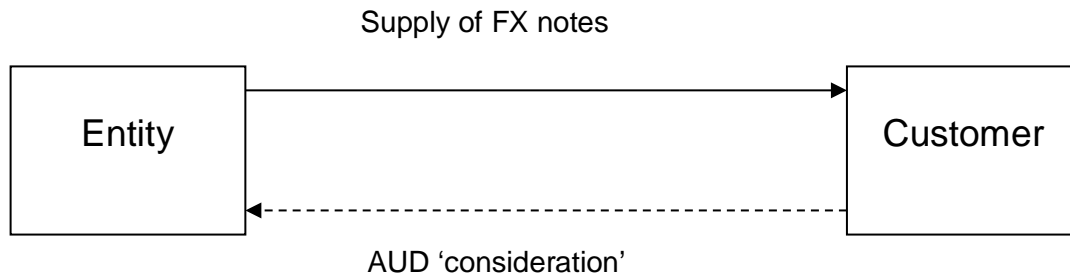 Supply of FX notes
Entity
Customer
AUD ‘consideration’